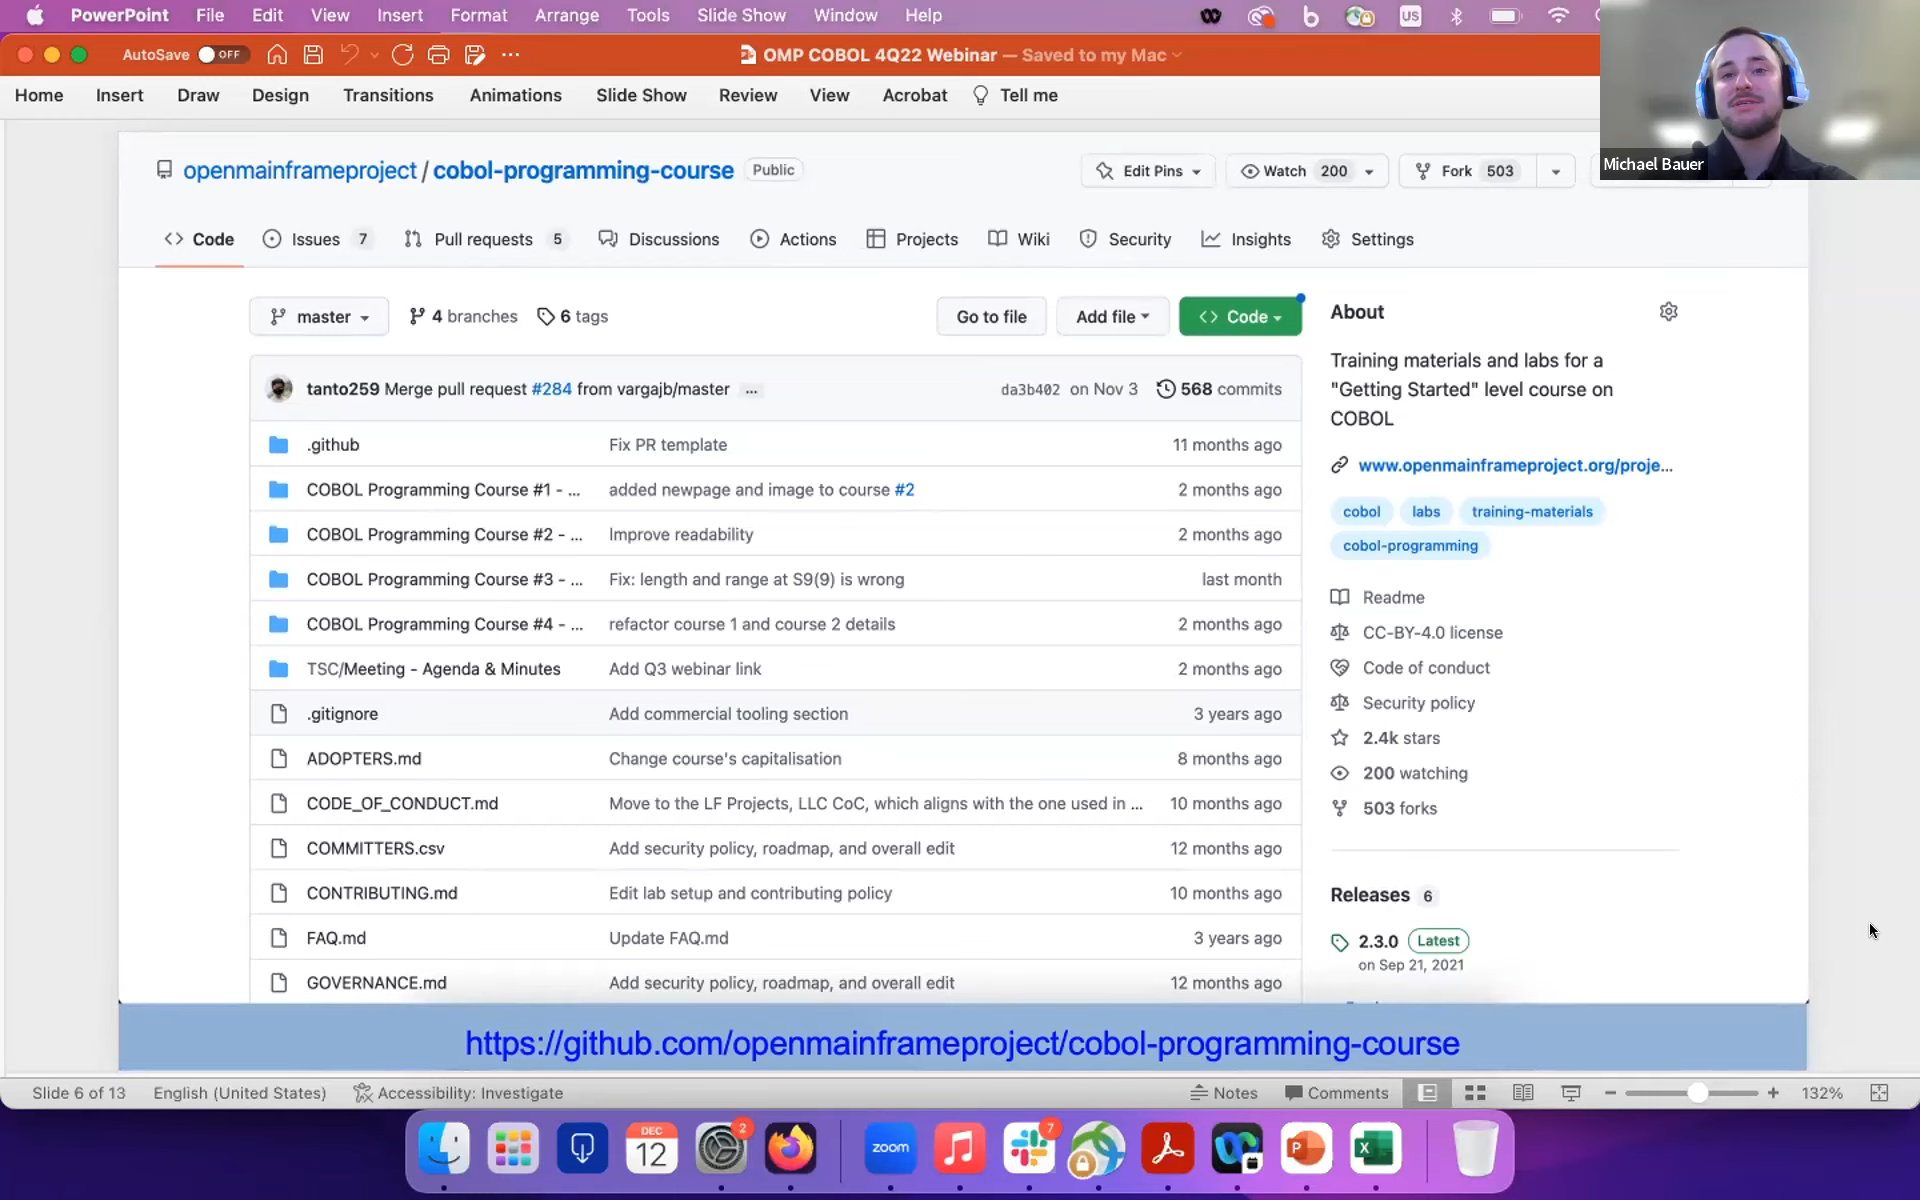 PowerPoint File Edit View Insert Format Arrange Tools Slide Show Window Help US
AutoSave OFF OMP COBOL 4Q22 Webinar — Saved to my Mac
Home Insert Draw Design Transitions Animations Slide Show Review View Acrobat Tell me
Michael Bauer
openmainframeproject / cobol-programming-course Public Edit Pins Watch 200 Fork 503
Code Issues 7 Pull requests 5 Discussions Actions Projects Wiki Security Insights Settings
master 4 branches 6 tags Go to file Add file Code
tanto259 Merge pull request #284 from vargajb/master ... da3b402 on Nov 3 568 commits
.github Fix PR template 11 months ago
COBOL Programming Course #1 - ... added newpage and image to course #2 2 months ago
COBOL Programming Course #2 - ... Improve readability 2 months ago
COBOL Programming Course #3 - ... Fix: length and range at S9(9) is wrong last month
COBOL Programming Course #4 - ... refactor course 1 and course 2 details 2 months ago
TSC/Meeting - Agenda & Minutes Add Q3 webinar link 2 months ago
.gitignore Add commercial tooling section 3 years ago
ADOPTERS.md Change course's capitalisation 8 months ago
CODE_OF_CONDUCT.md Move to the LF Projects, LLC CoC, which aligns with the one used in ... 10 months ago
COMMITTERS.csv Add security policy, roadmap, and overall edit 12 months ago
CONTRIBUTING.md Edit lab setup and contributing policy 10 months ago
FAQ.md Update FAQ.md 3 years ago
GOVERNANCE.md Add security policy, roadmap, and overall edit 12 months ago
About
Training materials and labs for a
"Getting Started" level course on
COBOL
www.openmainframeproject.org/proje...
cobol labs training-materials
cobol-programming
Readme
CC-BY-4.0 license
Code of conduct
Security policy
2.4k stars
200 watching
503 forks
Releases 6
2.3.0 Latest
on Sep 21, 2021
https://github.com/openmainframeproject/cobol-programming-course
Slide 6 of 13 English (United States) Accessibility: Investigate Notes Comments 132%
DEC
12 2 zoom 7 P X